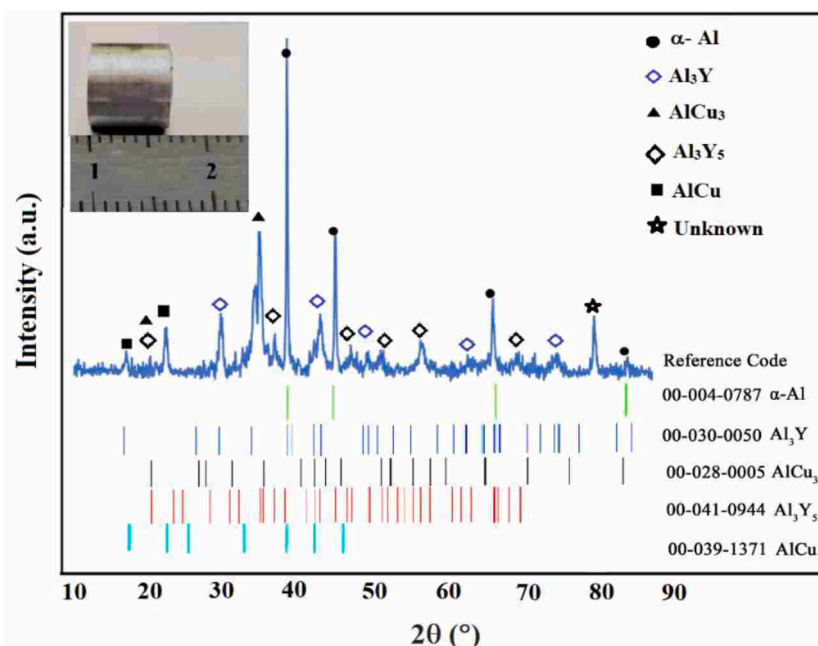 1 2
α- Al
Al₃Y
AlCu₃
Al₃Y₅
AlCu
Unknown
Intensity (a.u.)
Reference Code
00-004-0787 α-Al
00-030-0050 Al₃Y
00-028-0005 AlCu₃
00-041-0944 Al₃Y₅
00-039-1371 AlCu
10 20 30 40 50 60 70 80 90
2θ (°)